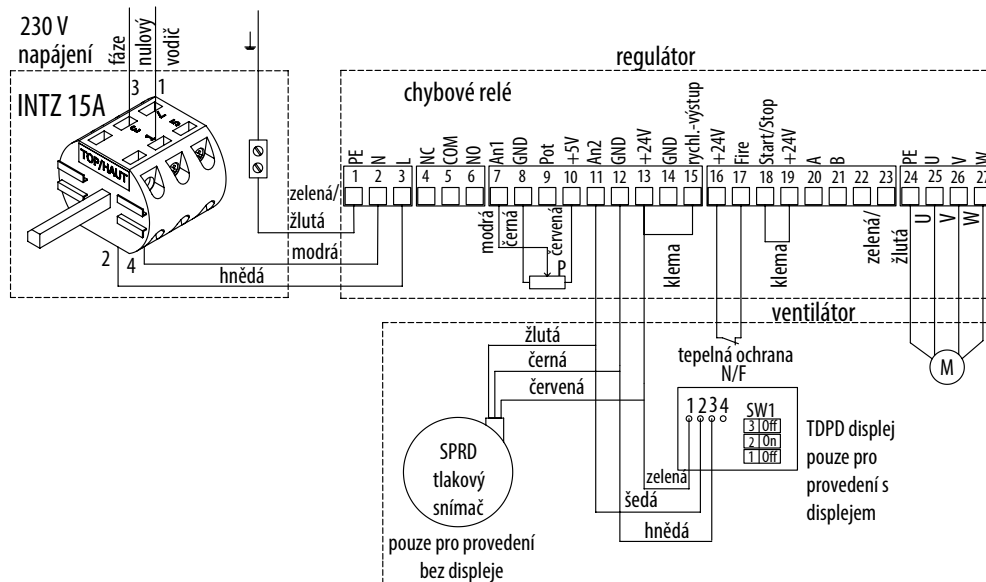 230 V
napájení
fáze
nulový
vodič
3 1
INTZ 15A
TOP/HAUT
2 4
zelená/
žlutá
modrá
hnědá
regulátor
chybové relé
PE N L NC COM NO An1 GND Pot +5V An2 GND +24V GND rychl.-výstup +24V Fire Start/Stop +24V A B PE U V W
1 2 3 4 5 6 7 8 9 10 11 12 13 14 15 16 17 18 19 20 21 22 23 24 25 26 27
modrá
černá
červená
P
klema
klema
zelená/
žlutá
U
V
W
ventilátor
žlutá
černá
červená
tepelná ochrana
N/F
M
SPRD
tlakový
snímač
pouze pro provedení
bez displeje
1 2 3 4
SW1
3 Off
2 On
1 Off
TDPD displej
pouze pro
provedení s
displejem
zelená
šedá
hnědá